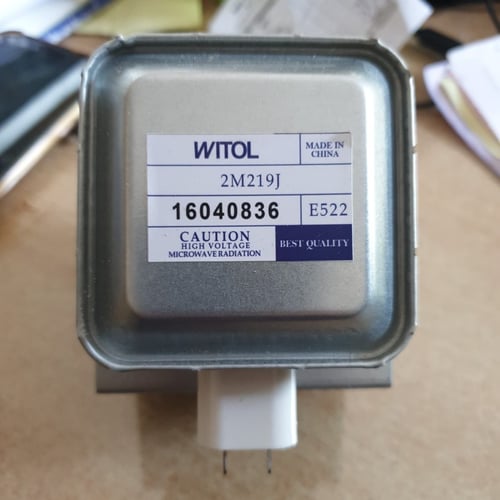 WITOL
MADE IN
CHINA
2M219J
16040836
E522
CAUTION
HIGH VOLTAGE
MICROWAVE RADIATION
BEST QUALITY